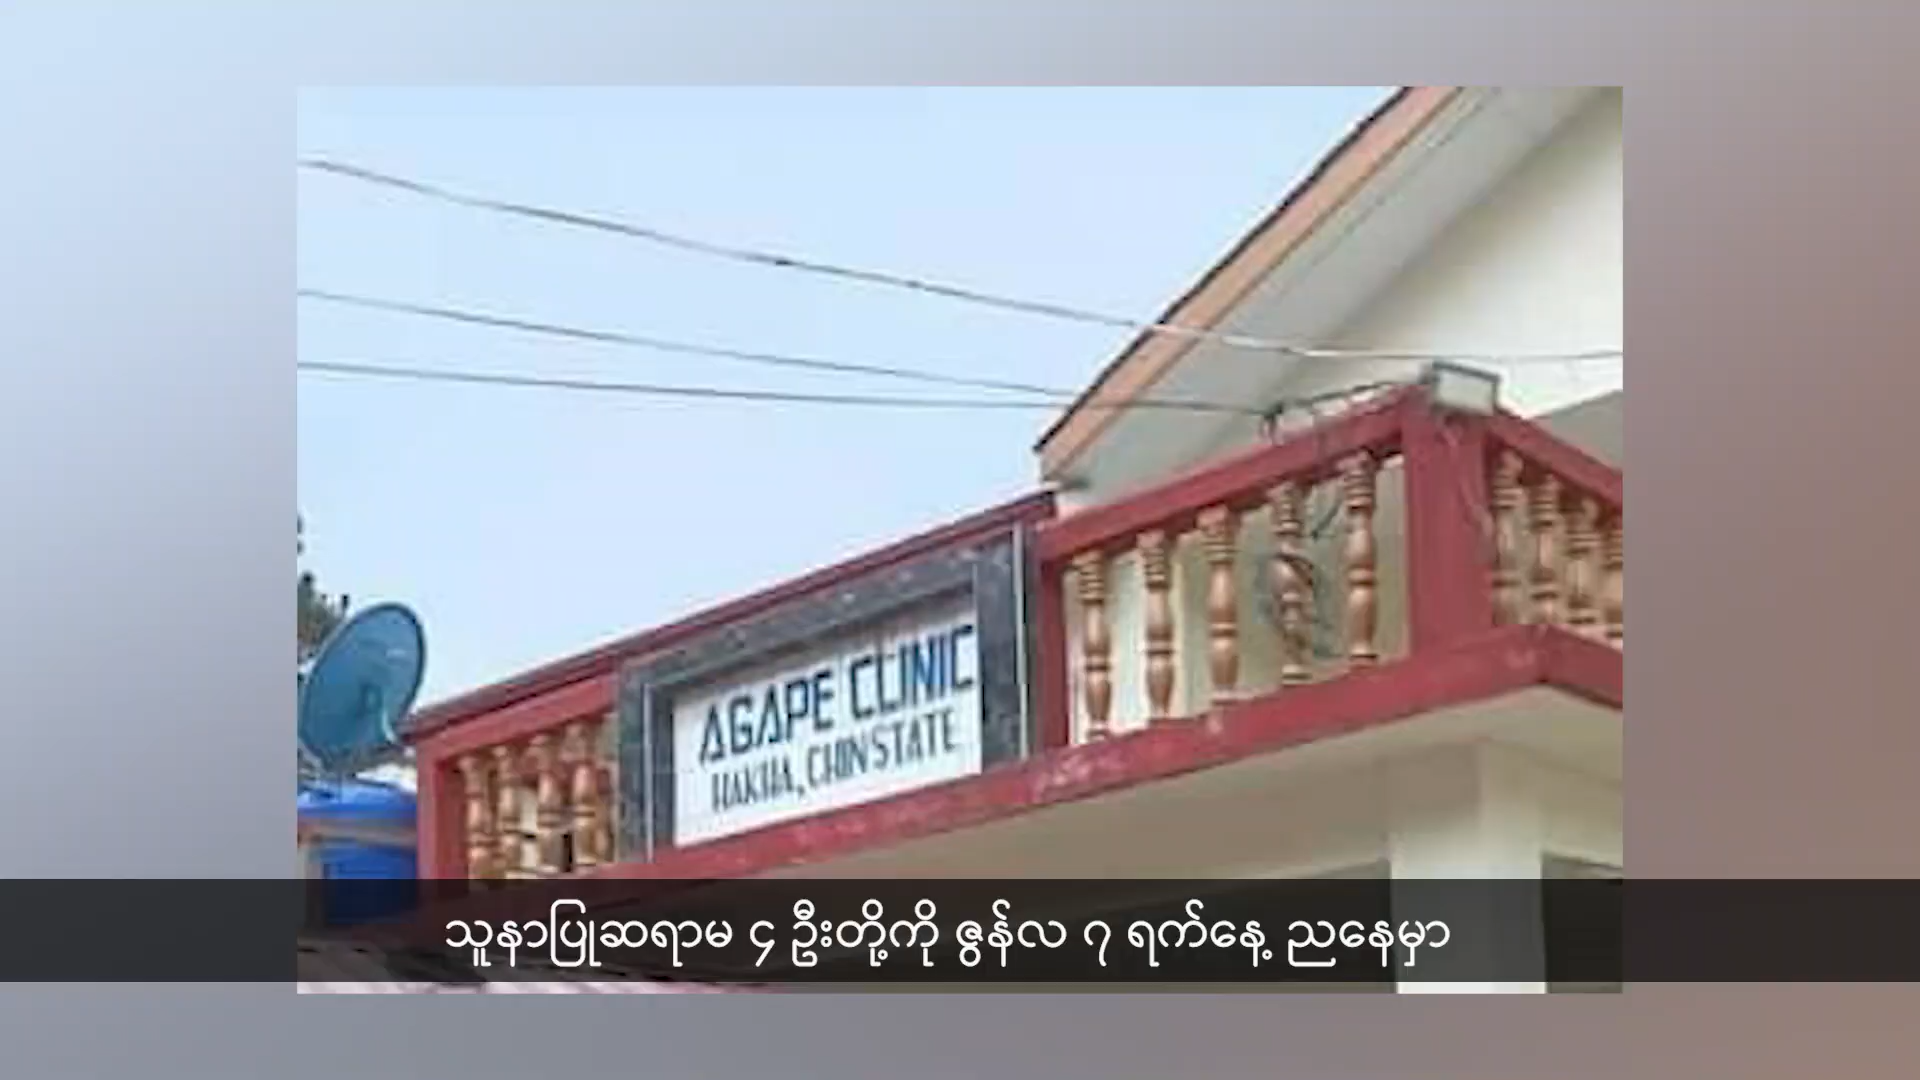 AGAPE CLINIC
HAKHA, CHIN STATE
သူနာပြုဆရာမ ၄ ဦးတို့ကို ဇွန်လ ၇ ရက်နေ့ ညနေမှာ